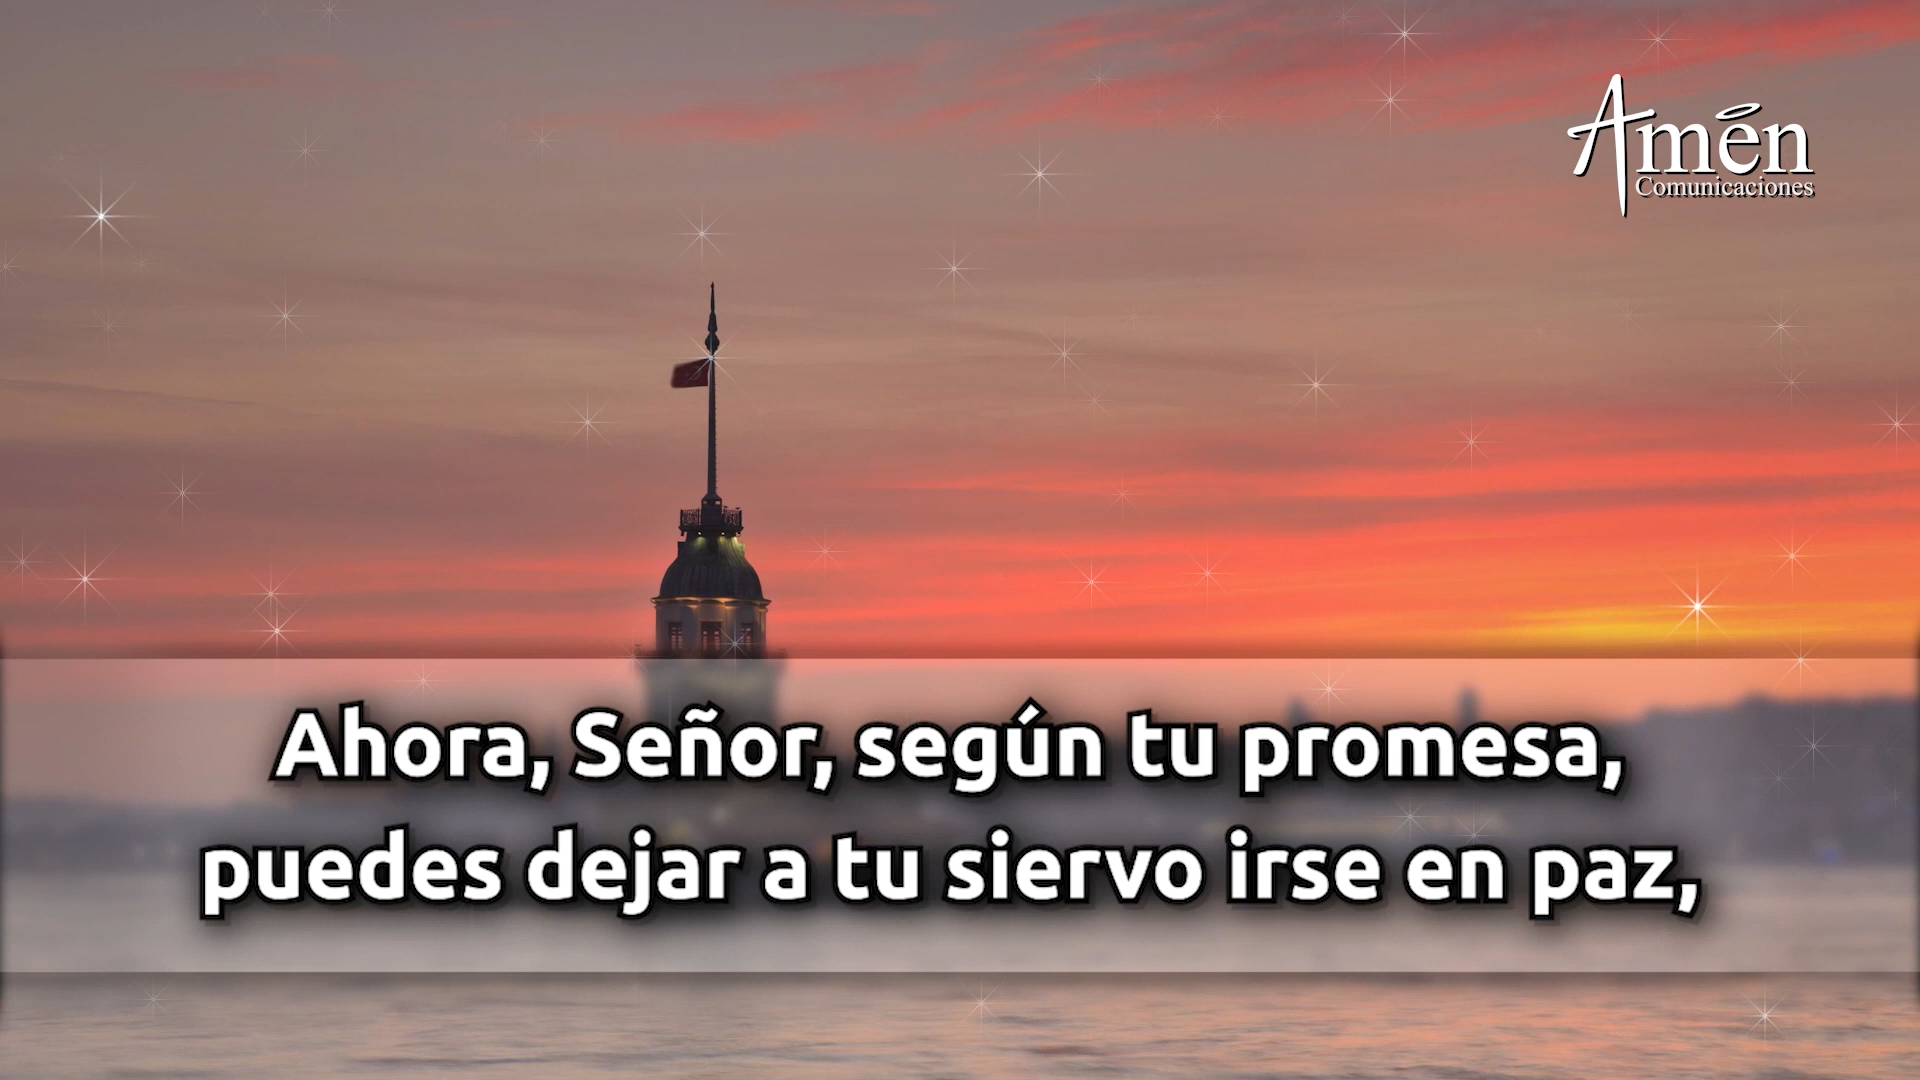 Amén
Comunicaciones
Ahora, Señor, según tu promesa,
puedes dejar a tu siervo irse en paz,